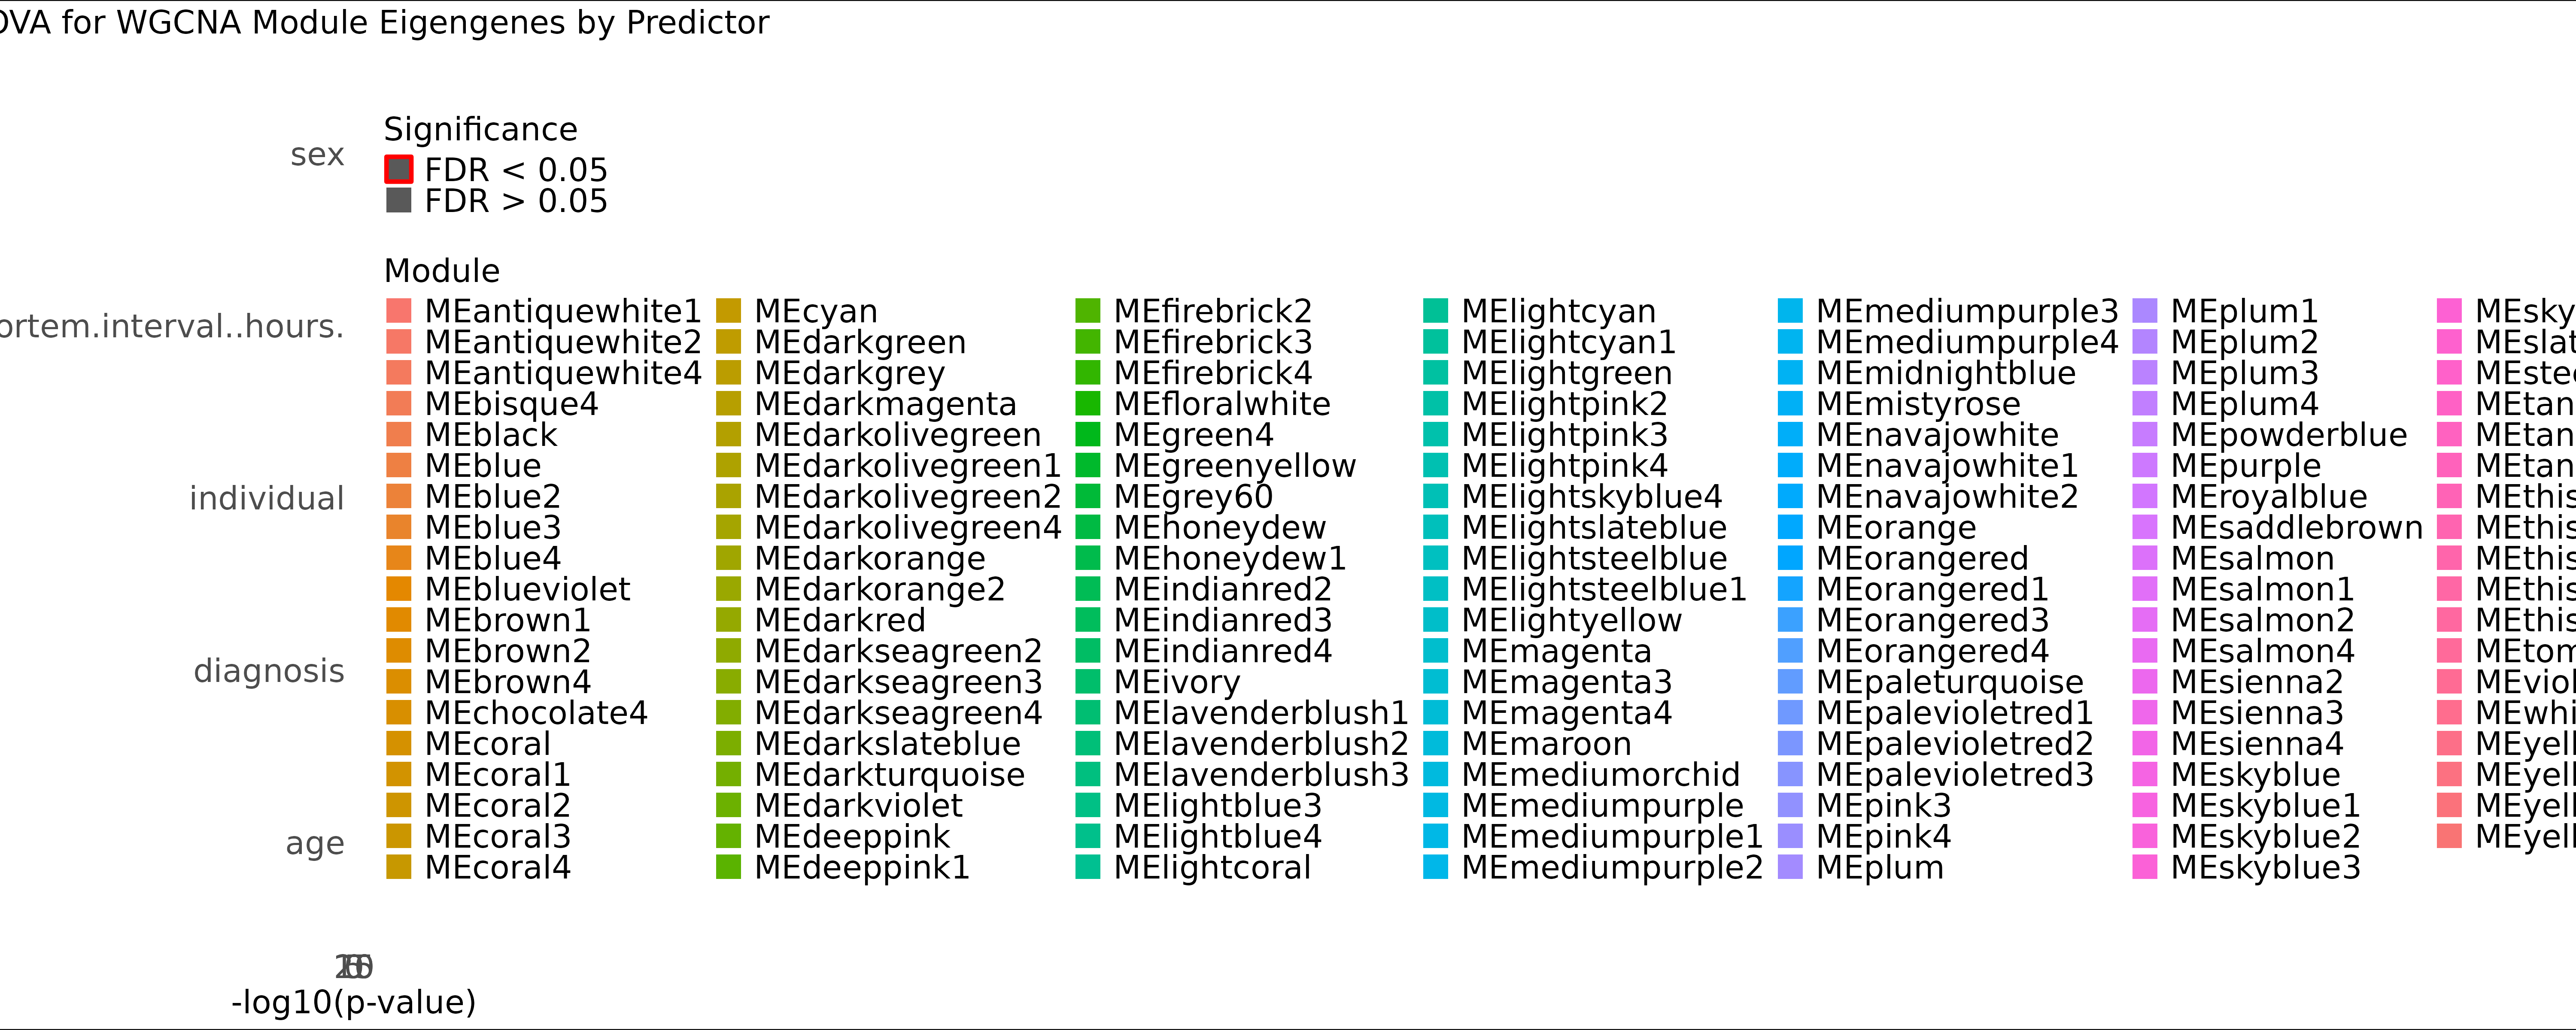 OVA for WGCNA Module Eigengenes by Predictor
sex
ortem.interval..hours.
individual
diagnosis
age
Significance
FDR < 0.05
FDR > 0.05
Module
MEantiquewhite1
MEantiquewhite2
MEantiquewhite4
MEbisque4
MEblack
MEblue
MEblue2
MEblue3
MEblue4
MEblueviolet
MEbrown1
MEbrown2
MEbrown4
MEchocolate4
MEcoral
MEcoral1
MEcoral2
MEcoral3
MEcoral4
MEcyan
MEdarkgreen
MEdarkgrey
MEdarkmagenta
MEdarkolivegreen
MEdarkolivegreen1
MEdarkolivegreen2
MEdarkolivegreen4
MEdarkorange
MEdarkorange2
MEdarkred
MEdarkseagreen2
MEdarkseagreen3
MEdarkseagreen4
MEdarkslateblue
MEdarkturquoise
MEdarkviolet
MEdeeppink
MEdeeppink1
MEfirebrick2
MEfirebrick3
MEfirebrick4
MEfloralwhite
MEgreen4
MEgreenyellow
MEgrey60
MEhoneydew
MEhoneydew1
MEindianred2
MEindianred3
MEindianred4
MEivory
MElavenderblush1
MElavenderblush2
MElavenderblush3
MElightblue3
MElightblue4
MElightcoral
MElightcyan
MElightcyan1
MElightgreen
MElightpink2
MElightpink3
MElightpink4
MElightskyblue4
MElightslateblue
MElightsteelblue
MElightsteelblue1
MElightyellow
MEmagenta
MEmagenta3
MEmagenta4
MEmaroon
MEmediumorchid
MEmediumpurple
MEmediumpurple1
MEmediumpurple2
MEmediumpurple3
MEmediumpurple4
MEmidnightblue
MEmistyrose
MEnavajowhite
MEnavajowhite1
MEnavajowhite2
MEorange
MEorangered
MEorangered1
MEorangered3
MEorangered4
MEpaleturquoise
MEpalevioletred1
MEpalevioletred2
MEpalevioletred3
MEpink3
MEpink4
MEplum
MEplum1
MEplum2
MEplum3
MEplum4
MEpowderblue
MEpurple
MEroyalblue
MEsaddlebrown
MEsalmon
MEsalmon1
MEsalmon2
MEsalmon4
MEsienna2
MEsienna3
MEsienna4
MEskyblue
MEskyblue1
MEskyblue2
MEskyblue3
MEsky
MEslat
MEstee
MEtan
MEtan
MEtan
MEthis
MEthis
MEthis
MEthis
MEthis
MEtom
MEviol
MEwhi
MEyell
MEyell
MEyell
MEyell
-log10(p-value)